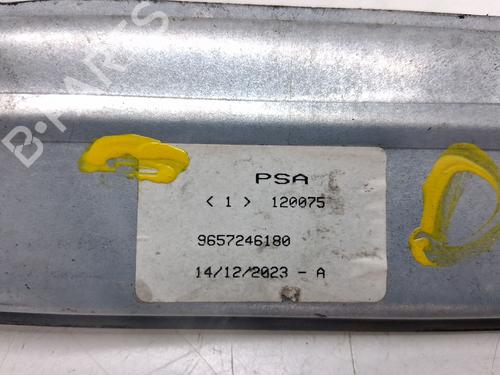 B-PARTS
PSA
< 1 > 120075
9657246180
14/12/2023 - A